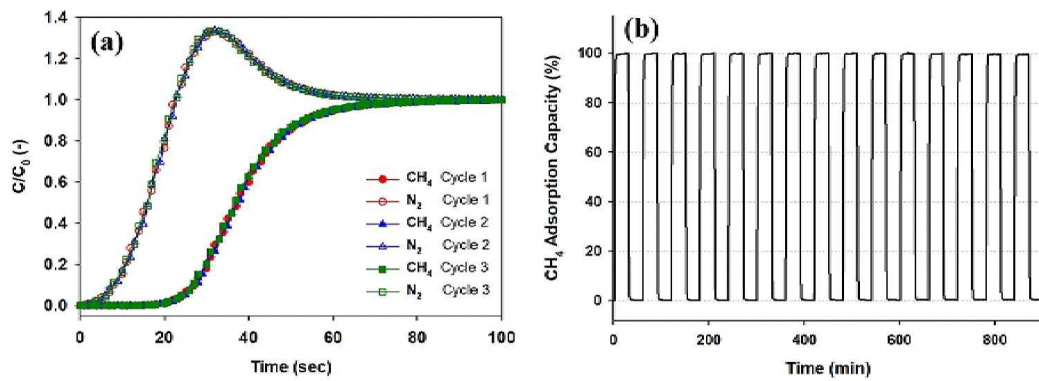 (a)
1.4
1.2
1.0
0.8
0.6
0.4
0.2
0.0
C/C₀ (-)
CH₄ Cycle 1
N₂ Cycle 1
CH₄ Cycle 2
N₂ Cycle 2
CH₄ Cycle 3
N₂ Cycle 3
0 20 40 60 80 100
Time (sec)
(b)
100
80
60
40
20
0
CH₄ Adsorption Capacity (%)
0 200 400 600 800
Time (min)